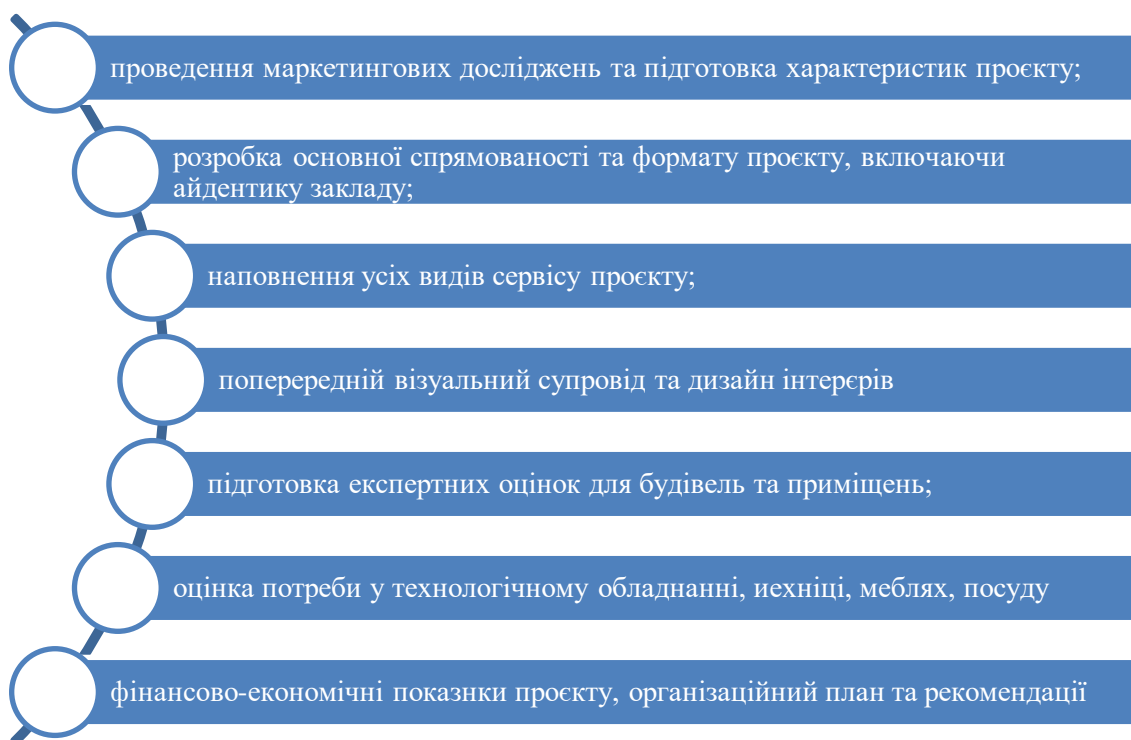 проведення маркетингових досліджень та підготовка характеристик проєкту;
розробка основної спрямованості та формату проєкту, включаючи
айдентику закладу;
наповнення усіх видів сервісу проєкту;
поперереdній візуальний супровід та дизайн інтерєрів
підготовка експертних оцінок для будівель та приміщень;
оцінка потреби у технологічному обладнанні, иехніці, меблях, посуду
фінансово-економічні показнки проєкту, організаційний план та рекомендації